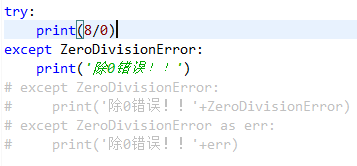 try:
    print(8/0)
except ZeroDivisionError:
    print('除0错误！！')
# except ZeroDivisionError:
#     print('除0错误！！'+ZeroDivisionError)
# except ZeroDivisionError as err:
#     print('除0错误！！'+err)